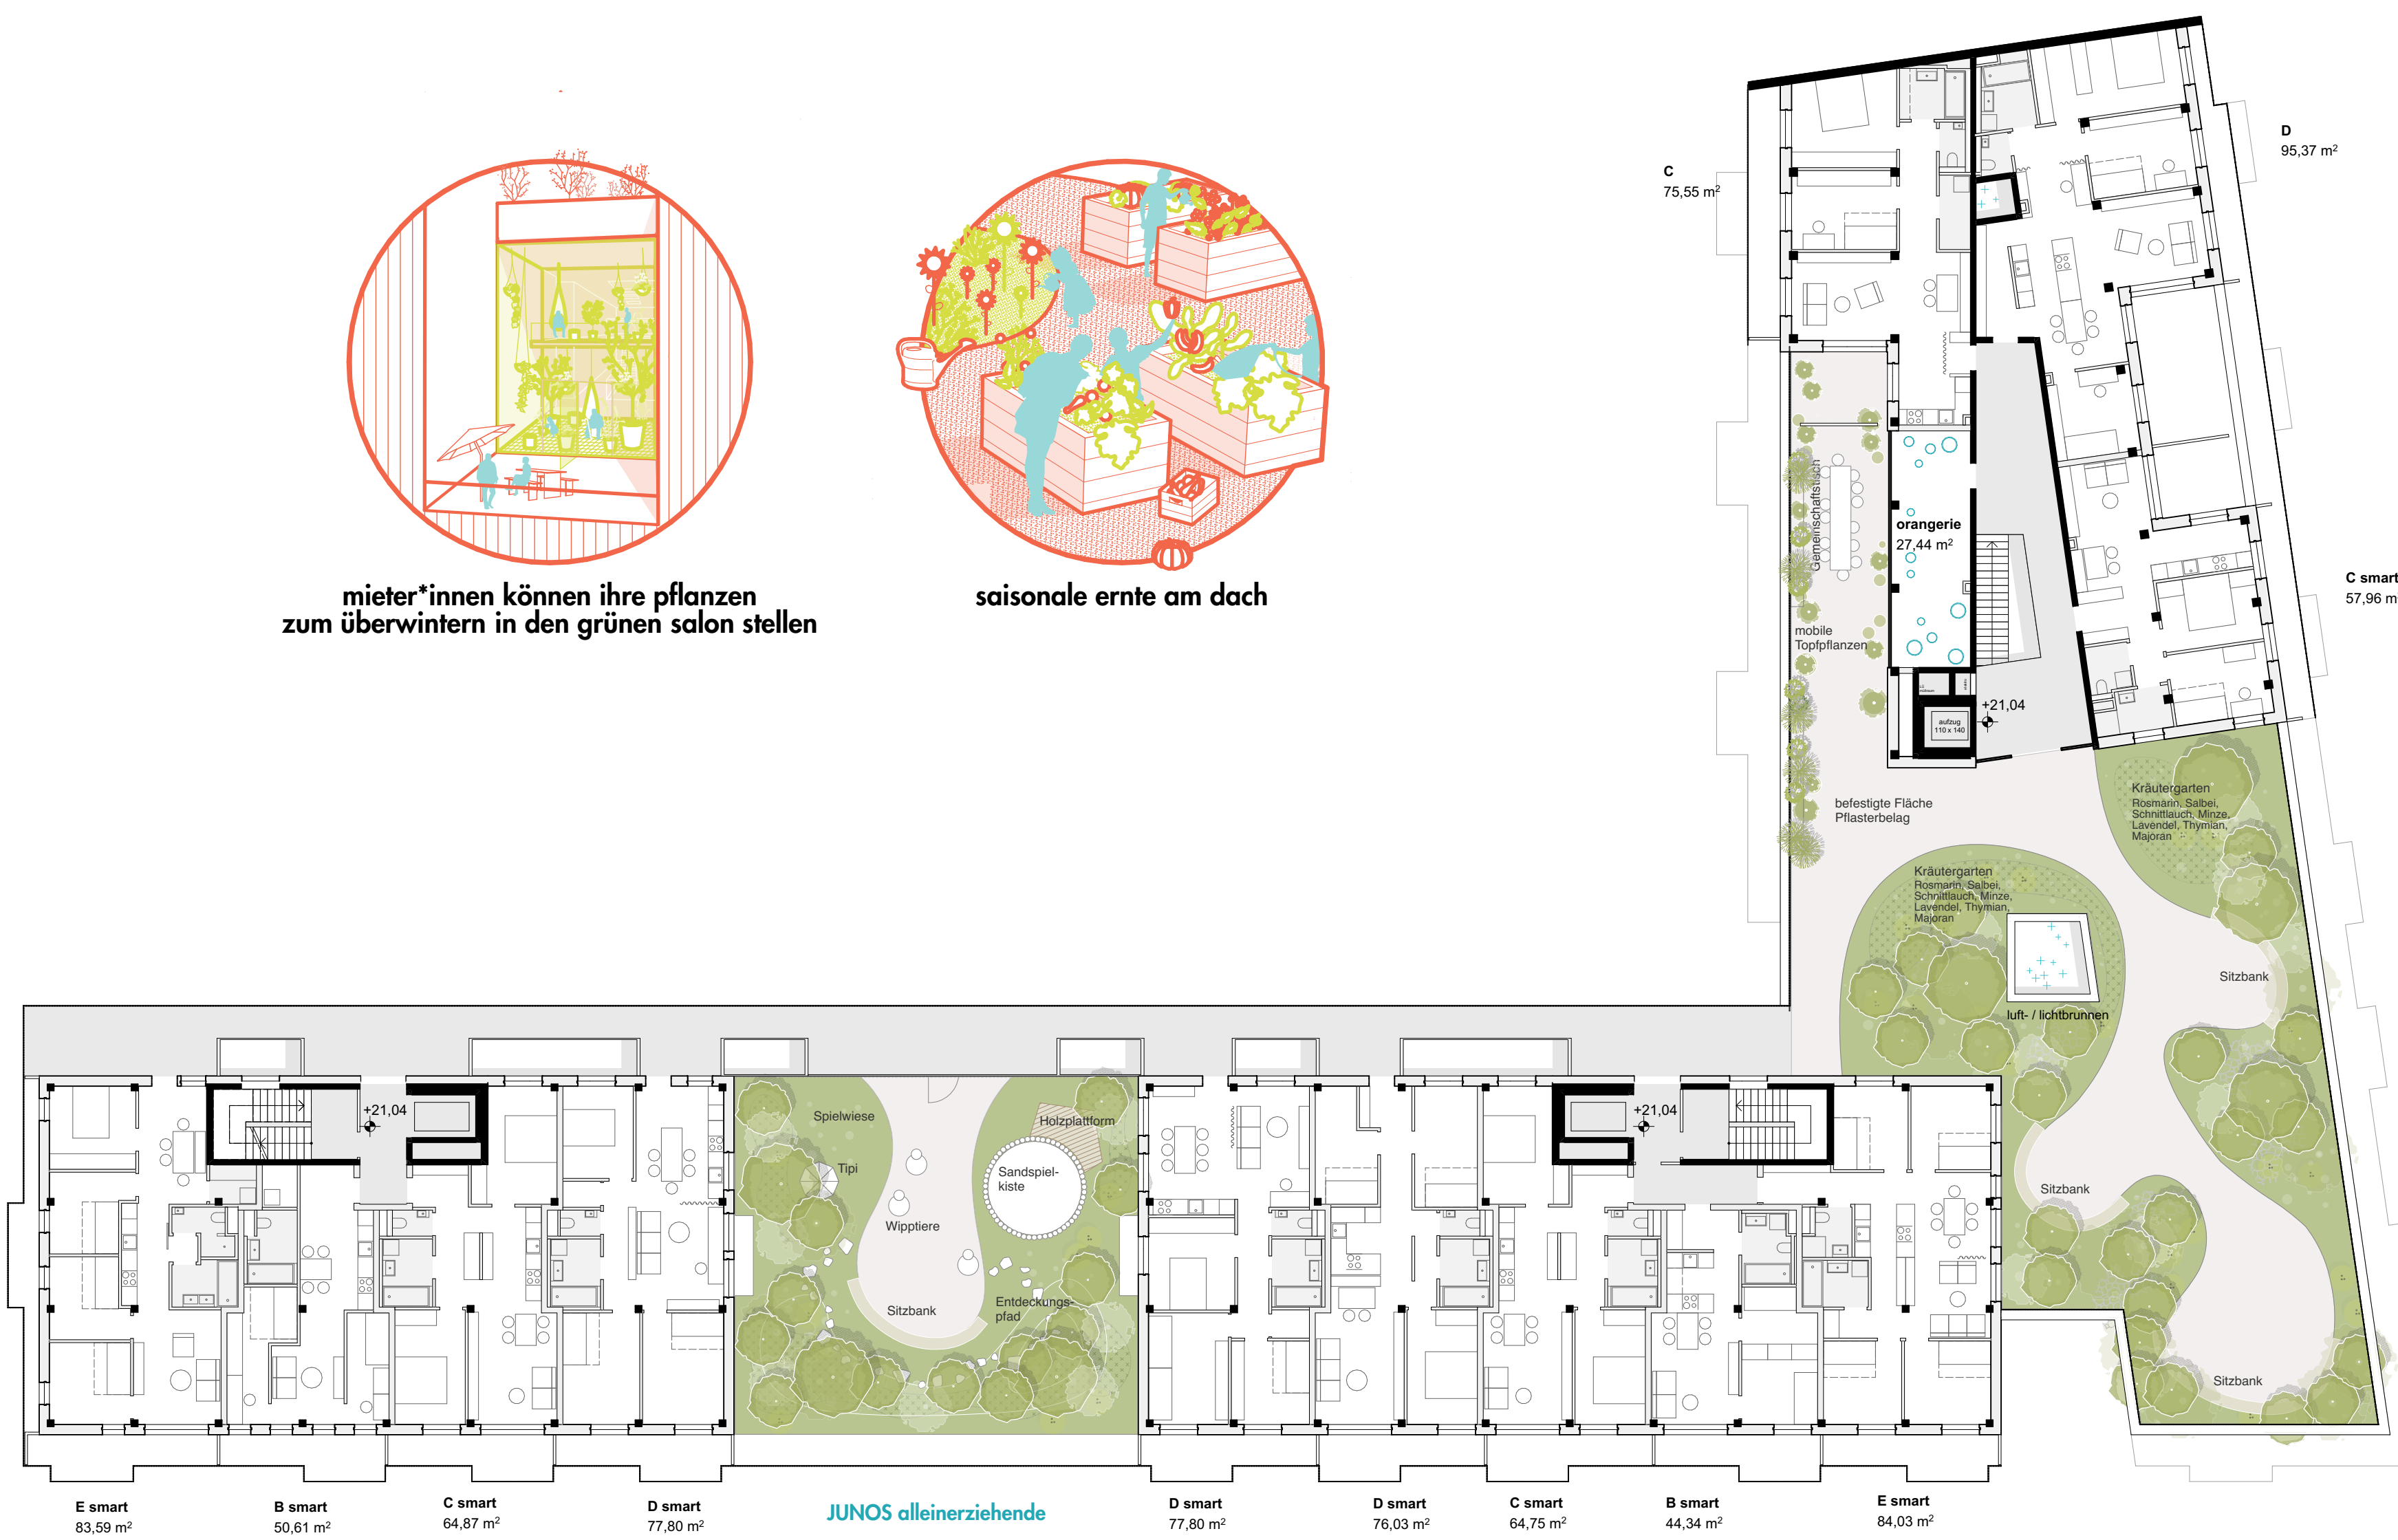 D
95,37 m²
C
75,55 m²
orangerie
27,44 m²
Gemeinschaftstisch
mieter*innen können ihre pflanzen
zum überwintern in den grünen salon stellen
saisonale ernte am dach
C smart
57,96 m
mobile
Topfpflanzen
aufzug
110 x 140
+21,04
befestigte Fläche
Pflasterbelag
Kräutergarten
Rosmarin, Salbei,
Schnittlauch, Minze,
Lavendel, Thymian,
Majoran
Kräutergarten
Rosmarin, Salbei,
Schnittlauch, Minze,
Lavendel, Thymian,
Majoran
Sitzbank
luft- / lichtbrunnen
+21,04
Spielwiese
Holzplattform
+21,04
Tipi
Sandspiel-
kiste
Sitzbank
Wipptiere
Entdeckungs-
pfad
Sitzbank
Sitzbank
E smart
83,59 m²
B smart
50,61 m²
C smart
64,87 m²
D smart
77,80 m²
JUNOS alleinerziehende
D smart
77,80 m²
D smart
76,03 m²
C smart
64,75 m²
B smart
44,34 m²
E smart
84,03 m²